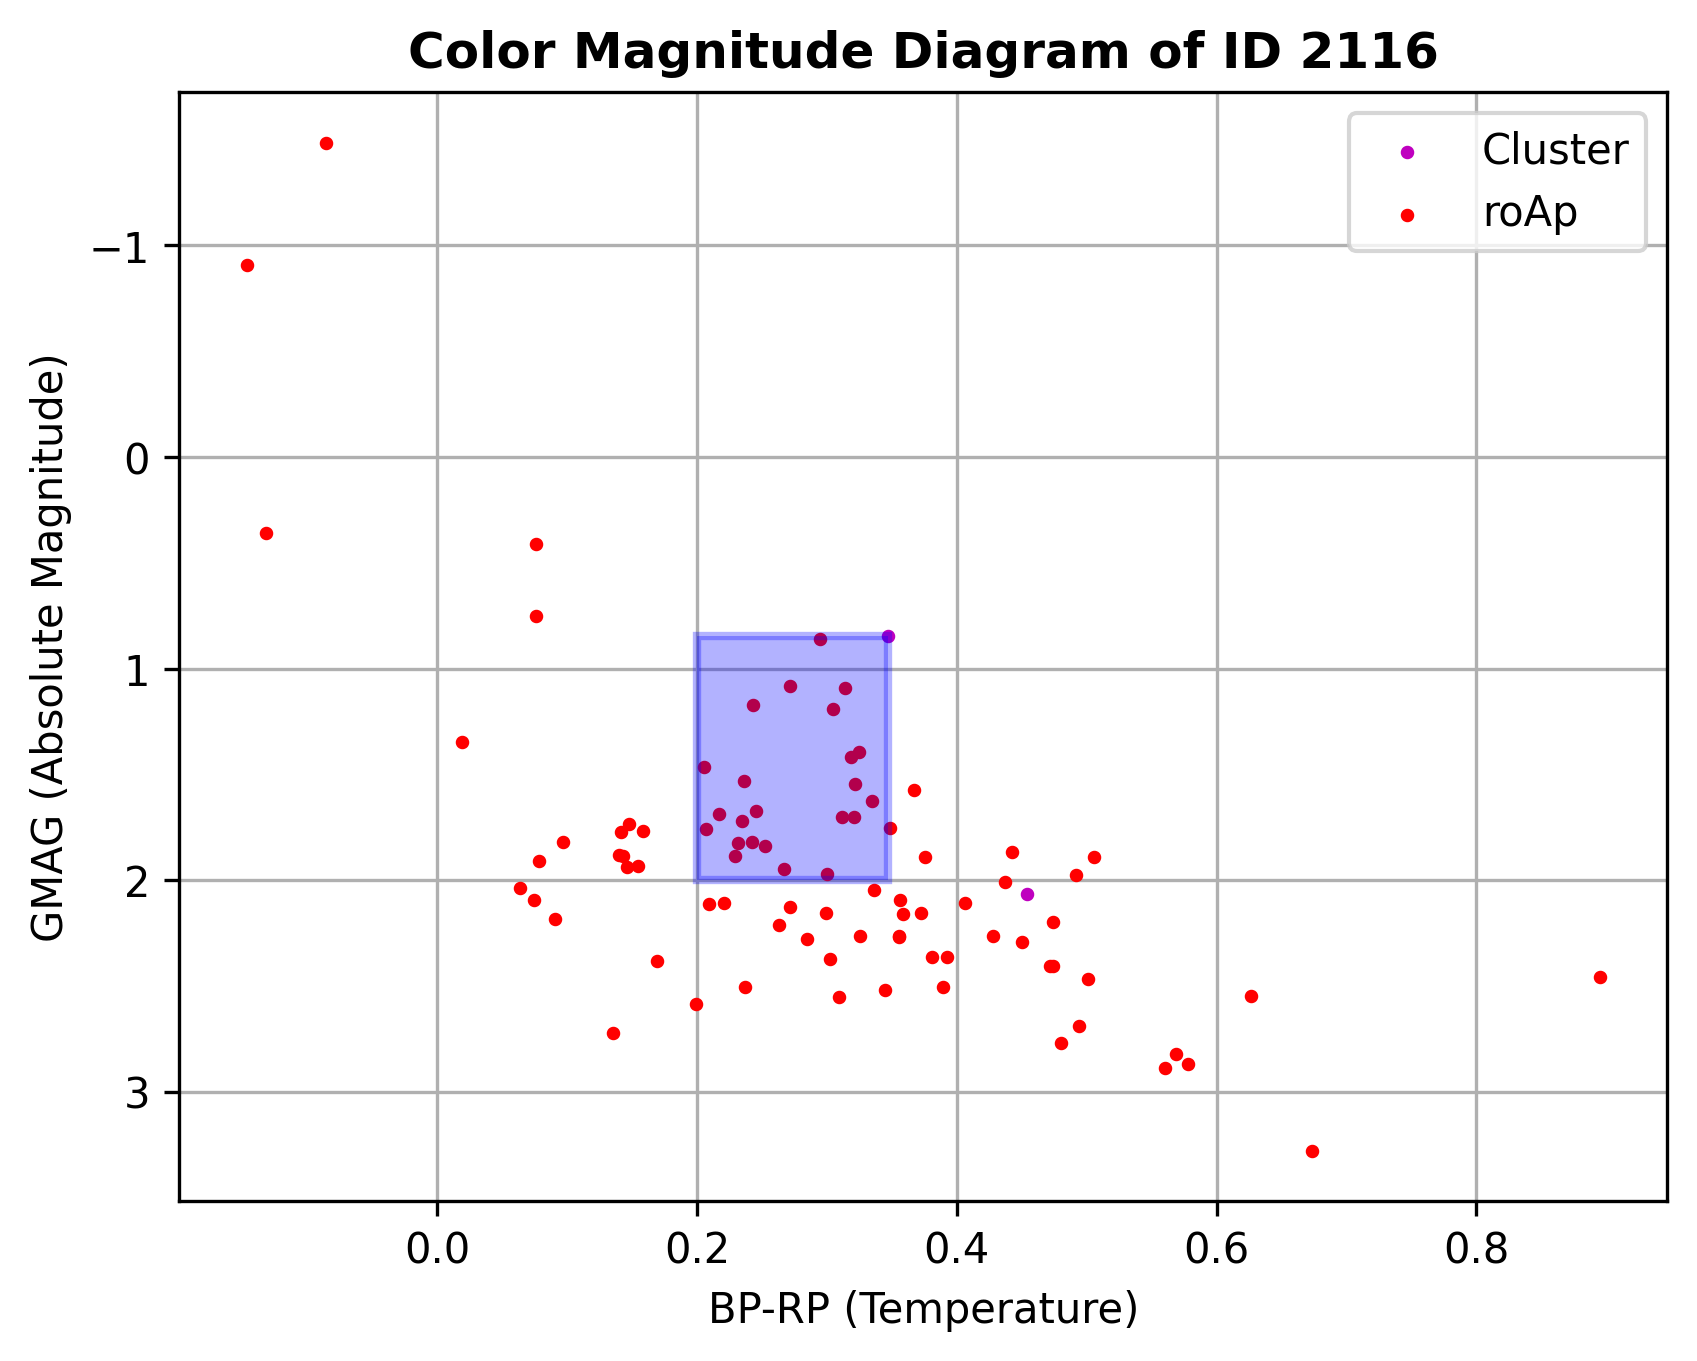 Color Magnitude Diagram of ID 2116
Cluster
roAp
GMAG (Absolute Magnitude)
−1
0
1
2
3
0.0 0.2 0.4 0.6 0.8
BP-RP (Temperature)